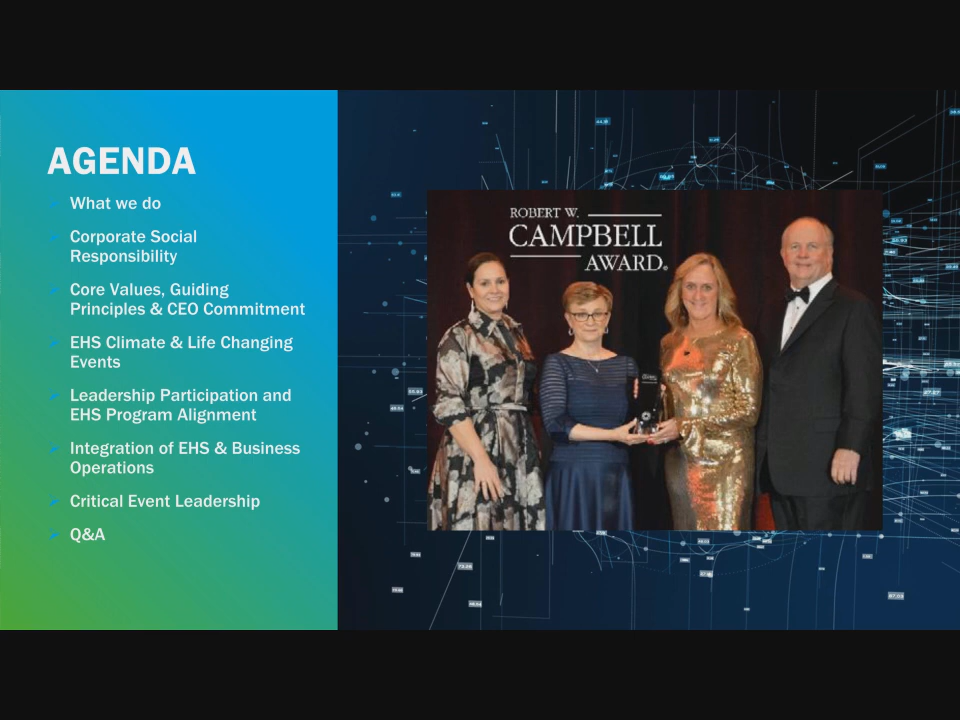 AGENDA
What we do
Corporate Social
Responsibility
Core Values, Guiding
Principles & CEO Commitment
EHS Climate & Life Changing
Events
Leadership Participation and
EHS Program Alignment
Integration of EHS & Business
Operations
Critical Event Leadership
Q&A
ROBERT W.
CAMPBELL
AWARD®